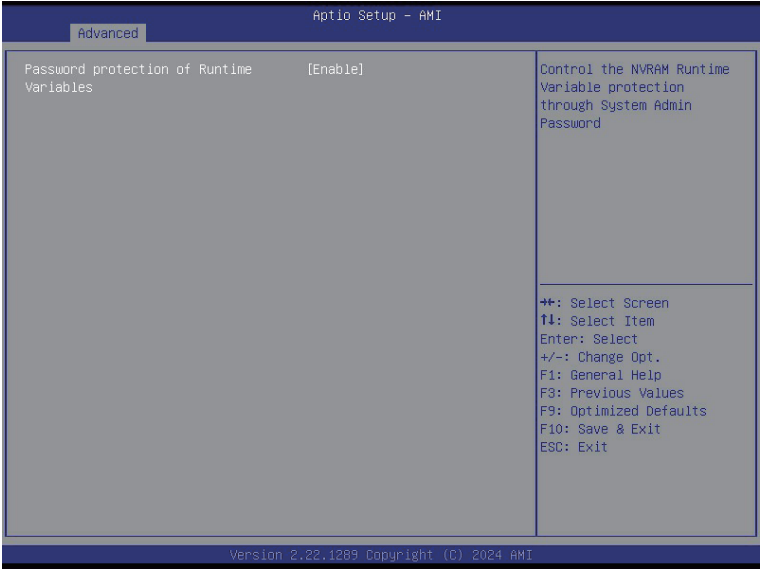 Aptio Setup – AMI
Advanced
Password protection of Runtime [Enable]
Variables
Control the NVRAM Runtime
Variable protection
through System Admin
Password
→←: Select Screen
↑↓: Select Item
Enter: Select
+/-: Change Opt.
F1: General Help
F3: Previous Values
F9: Optimized Defaults
F10: Save & Exit
ESC: Exit
Version 2.22.1289 Copyright (C) 2024 AMI